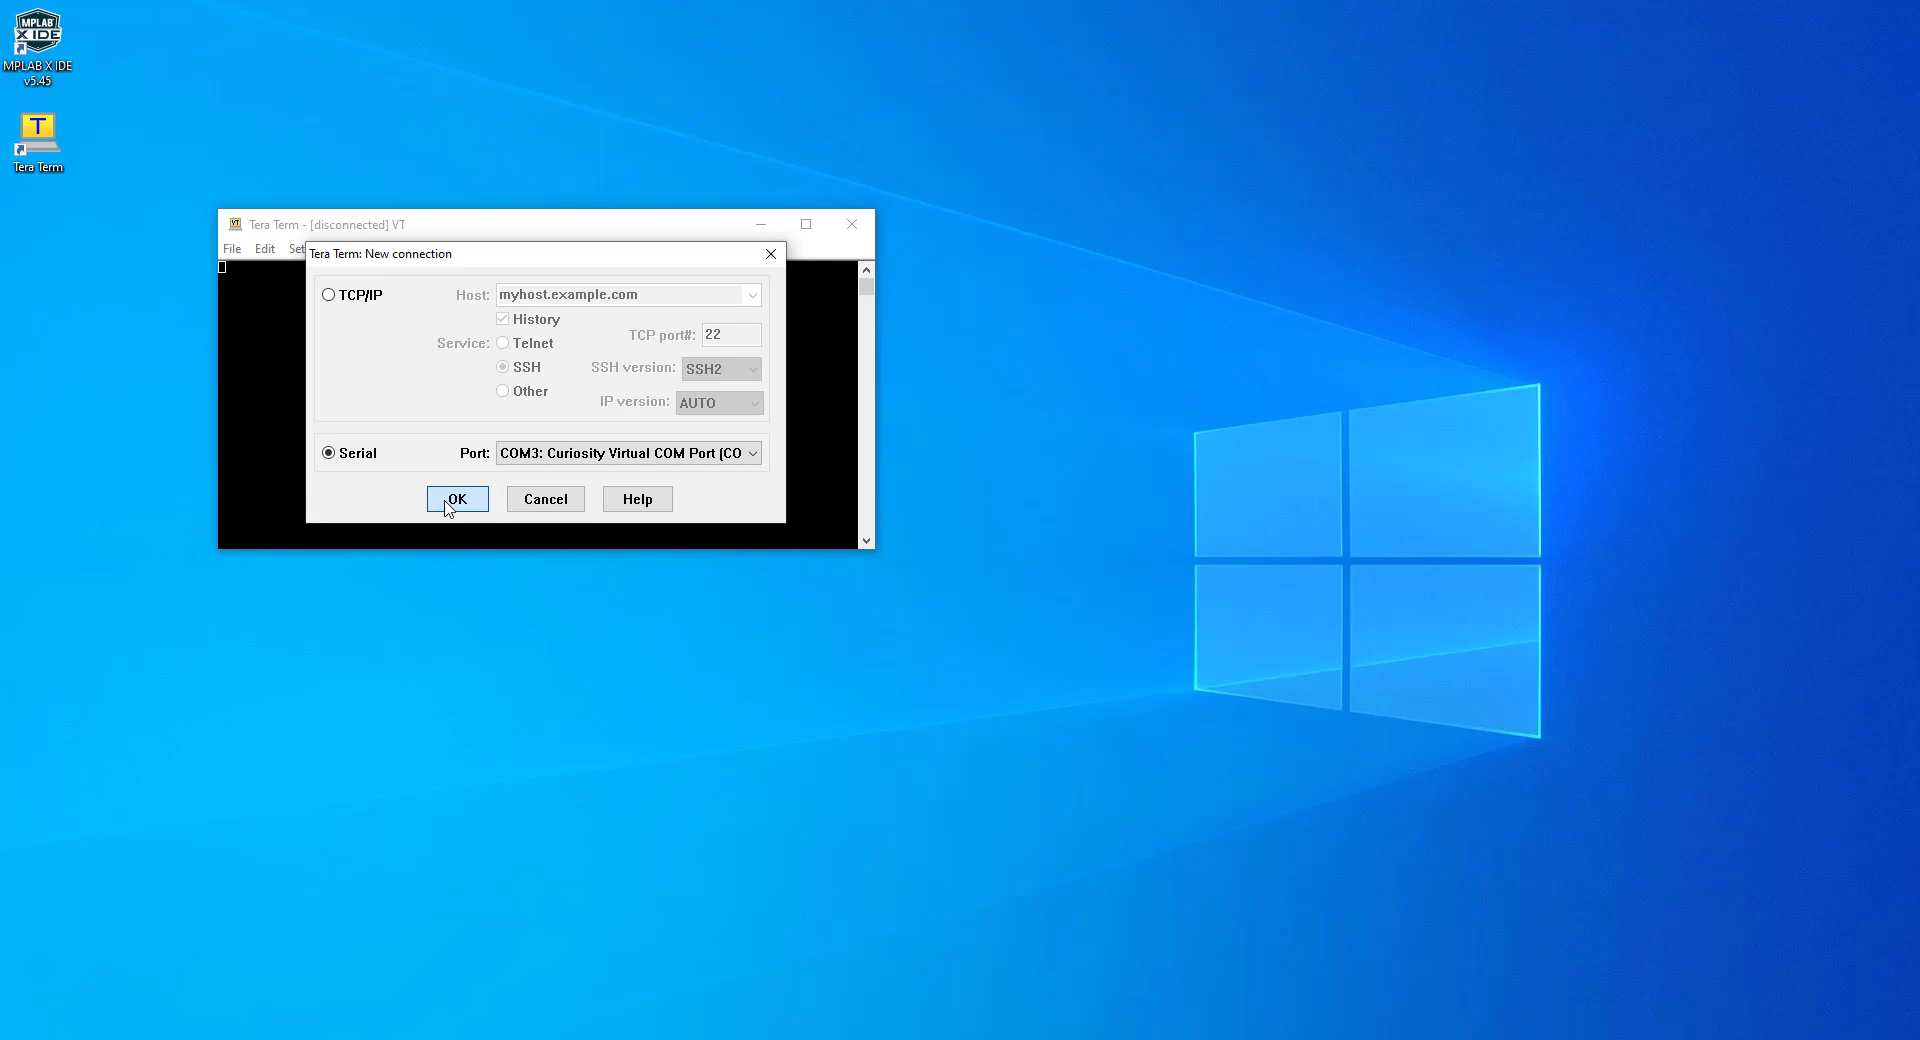 MPLAB
X IDE
MPLAB X IDE
v5.45
T
Tera Term
VT Tera Term - [disconnected] VT
File Edit Set
Tera Term: New connection
TCP/IP Host: myhost.example.com
History
TCP port#: 22
Service: Telnet
SSH SSH version: SSH2
Other
IP version: AUTO
Serial Port: COM3: Curiosity Virtual COM Port (CO
OK Cancel Help